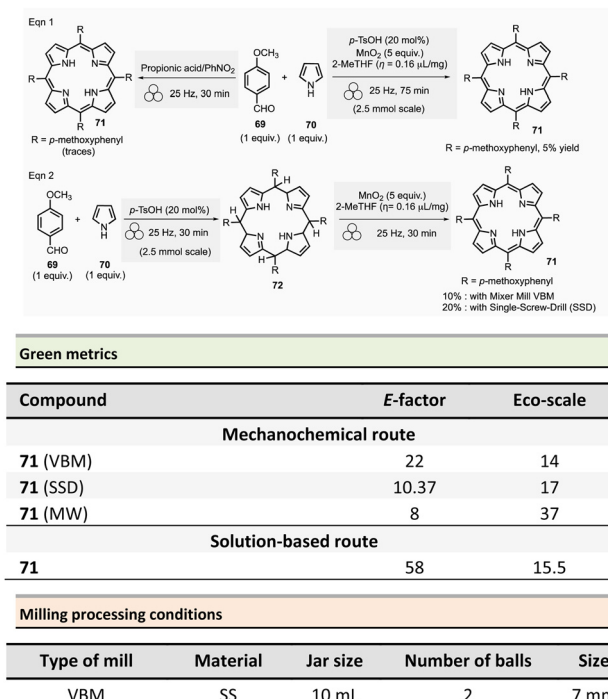 Eqn 1
R
NH
N
R
R
N
HN
71
R
R = p-methoxyphenyl
(traces)
Propionic acid/PhNO2
25 Hz, 30 min
OCH3
CHO
69
(1 equiv.)
+
N
H
70
(1 equiv.)
p-TsOH (20 mol%)
MnO2 (5 equiv.)
2-MeTHF (η = 0.16 μL/mg)
25 Hz, 75 min
(2.5 mmol scale)
R
NH
N
R
R
N
HN
R
71
R = p-methoxyphenyl, 5% yield
Eqn 2
OCH3
CHO
69
(1 equiv.)
+
N
H
70
(1 equiv.)
p-TsOH (20 mol%)
25 Hz, 30 min
(2.5 mmol scale)
R
H
NH
N
H
R
R
H
N
HN
H
R
72
MnO2 (5 equiv.)
2-MeTHF (η= 0.16 μL/mg)
25 Hz, 30 min
R
NH
N
R
R
N
HN
R
71
R = p-methoxyphenyl
10% : with Mixer Mill VBM
20% : with Single-Screw-Drill (SSD)
Green metrics
Compound E-factor Eco-scale
Mechanochemical route
71 (VBM) 22 14
71 (SSD) 10.37 17
71 (MW) 8 37
Solution-based route
71 58 15.5
Milling processing conditions
Type of mill Material Jar size Number of balls Size
VBM SS 10 mL 2 7 mm